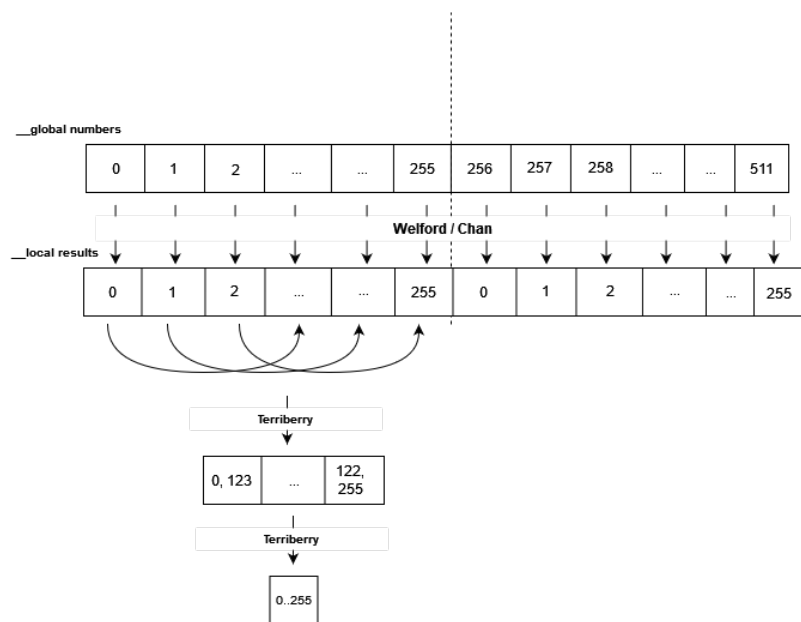 __global numbers
0 1 2 ... ... 255 256 257 258 ... ... 511
Welford / Chan
__local results
0 1 2 ... ... 255 0 1 2 ... ... 255
Terriberry
0, 123 ... 122,
255
Terriberry
0..255